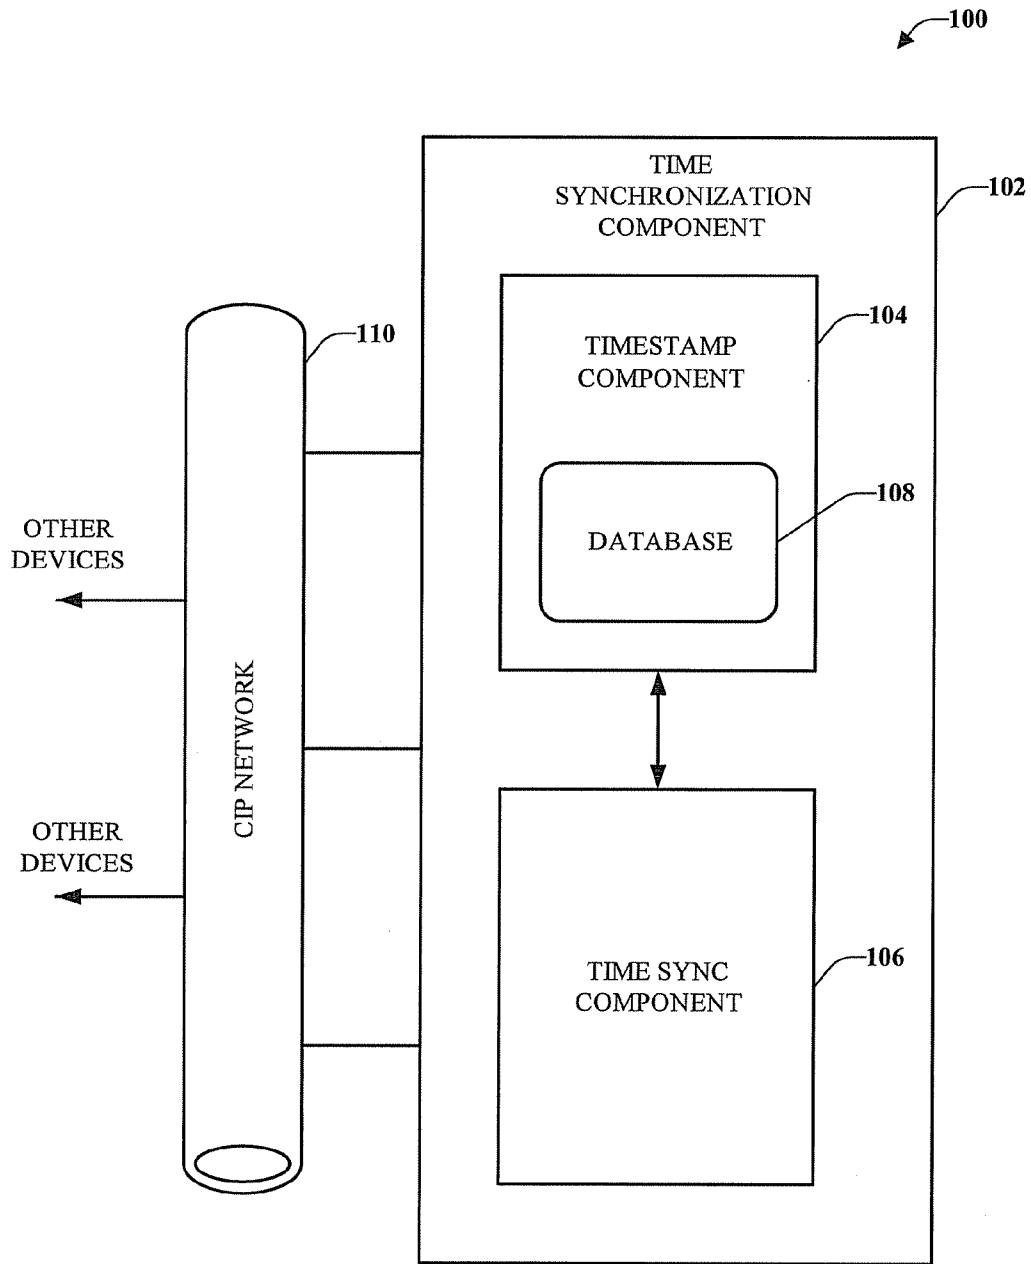 100
TIME
SYNCHRONIZATION
COMPONENT
102
104
110
TIMESTAMP
COMPONENT
108
DATABASE
OTHER
DEVICES
CIP NETWORK
OTHER
DEVICES
106
TIME SYNC
COMPONENT